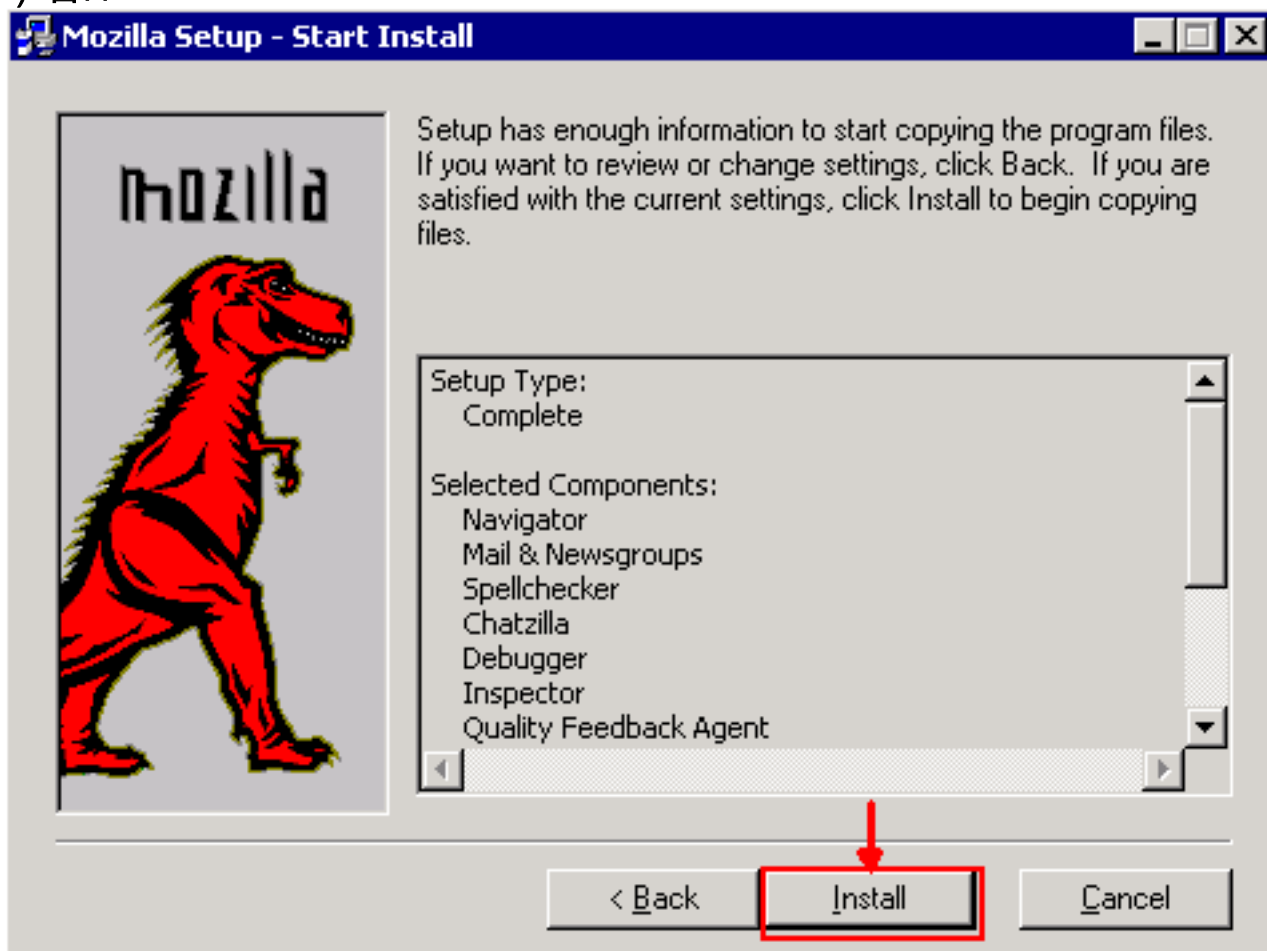 Mozilla Setup - Start Install
mozilla
Setup has enough information to start copying the program files.
If you want to review or change settings, click Back. If you are
satisfied with the current settings, click Install to begin copying
files.
Setup Type:
Complete
Selected Components:
Navigator
Mail & Newsgroups
Spellchecker
Chatzilla
Debugger
Inspector
Quality Feedback Agent
< Back
Install
Cancel